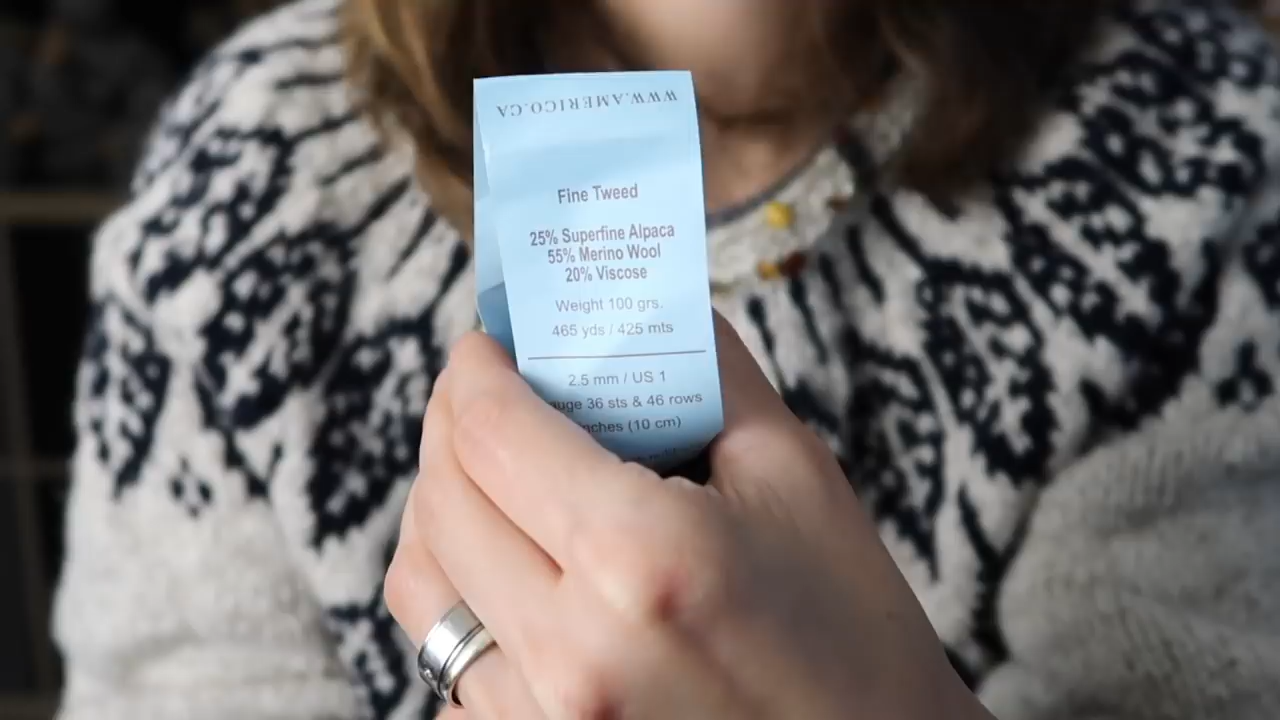 WWW.AMERICO.CA
Fine Tweed
25% Superfine Alpaca
55% Merino Wool
20% Viscose
Weight 100 grs.
465 yds / 425 mts
2.5 mm / US 1
36 sts & 46 rows
(10 cm)